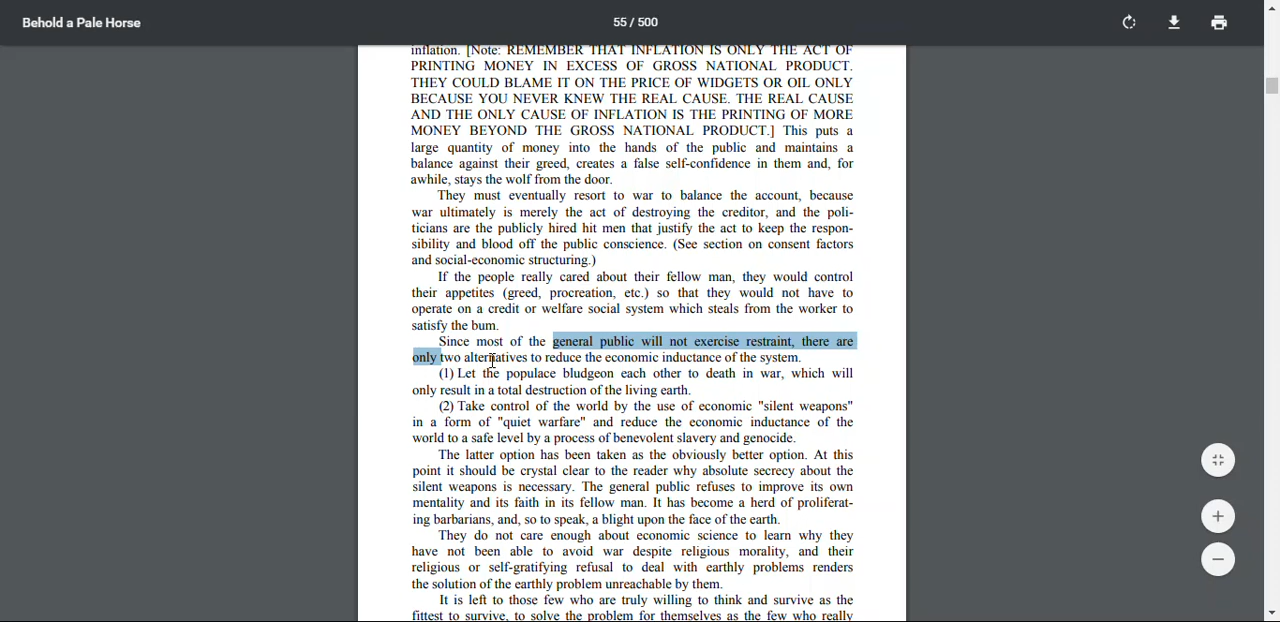 Behold a Pale Horse
55 / 500
inflation. [Note: REMEMBER THAT INFLATION IS ONLY THE ACT OF
PRINTING MONEY IN EXCESS OF GROSS NATIONAL PRODUCT.
THEY COULD BLAME IT ON THE PRICE OF WIDGETS OR OIL ONLY
BECAUSE YOU NEVER KNEW THE REAL CAUSE. THE REAL CAUSE
AND THE ONLY CAUSE OF INFLATION IS THE PRINTING OF MORE
MONEY BEYOND THE GROSS NATIONAL PRODUCT.] This puts a
large quantity of money into the hands of the public and maintains a
balance against their greed, creates a false self-confidence in them and, for
awhile, stays the wolf from the door.
They must eventually resort to war to balance the account, because
war ultimately is merely the act of destroying the creditor, and the poli-
ticians are the publicly hired hit men that justify the act to keep the respon-
sibility and blood off the public conscience. (See section on consent factors
and social-economic structuring.)
If the people really cared about their fellow man, they would control
their appetites (greed, procreation, etc.) so that they would not have to
operate on a credit or welfare social system which steals from the worker to
satisfy the bum.
Since most of the general public will not exercise restraint, there are
only two alternatives to reduce the economic inductance of the system.
(1) Let the populace bludgeon each other to death in war, which will
only result in a total destruction of the living earth.
(2) Take control of the world by the use of economic "silent weapons"
in a form of "quiet warfare" and reduce the economic inductance of the
world to a safe level by a process of benevolent slavery and genocide.
The latter option has been taken as the obviously better option. At this
point it should be crystal clear to the reader why absolute secrecy about the
silent weapons is necessary. The general public refuses to improve its own
mentality and its faith in its fellow man. It has become a herd of proliferat-
ing barbarians, and, so to speak, a blight upon the face of the earth.
They do not care enough about economic science to learn why they
have not been able to avoid war despite religious morality, and their
religious or self-gratifying refusal to deal with earthly problems renders
the solution of the earthly problem unreachable by them.
It is left to those few who are truly willing to think and survive as the
fittest to survive, to solve the problem for themselves as the few who really